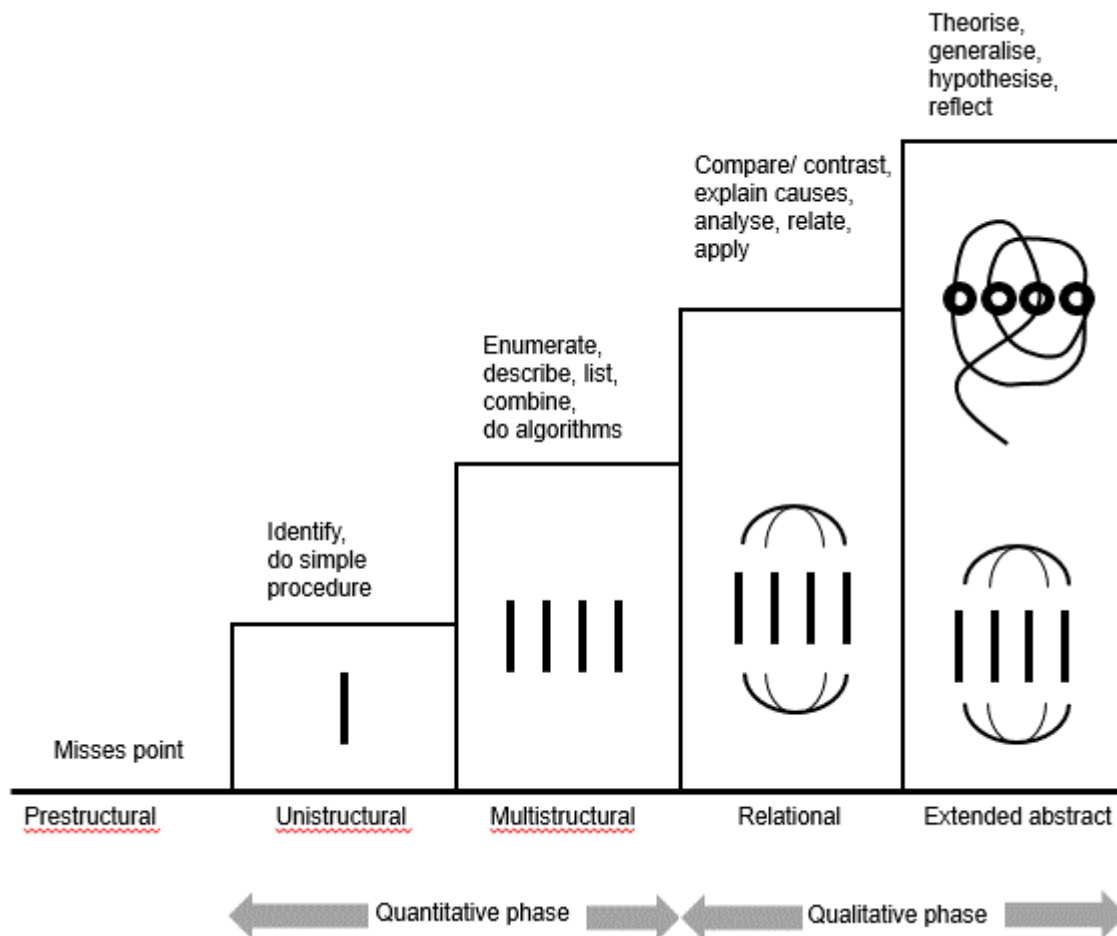 Theorise,
generalise,
hypothesise,
reflect
Compare/ contrast,
explain causes,
analyse, relate,
apply
Enumerate,
describe, list,
combine,
do algorithms
Identify,
do simple
procedure
Misses point
Prestructural
Unistructural
Multistructural
Relational
Extended abstract
Quantitative phase
Qualitative phase